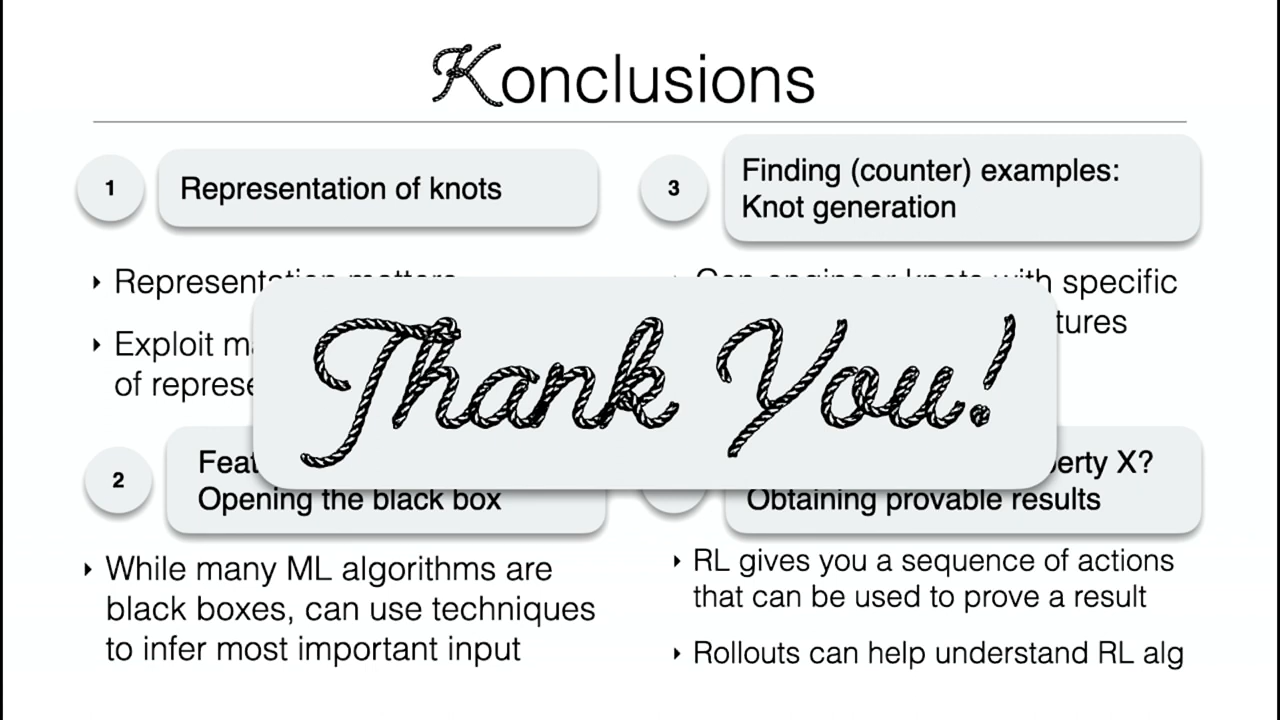 Konclusions
1
Representation of knots
Exploit
of
2
Opening the black box
While many ML algorithms are
black boxes, can use techniques
to infer most important input
3
Finding (counter) examples:
Knot generation
specific
X?
Obtaining provable results
RL gives you a sequence of actions
that can be used to prove a result
Rollouts can help understand RL alg
Thank You!